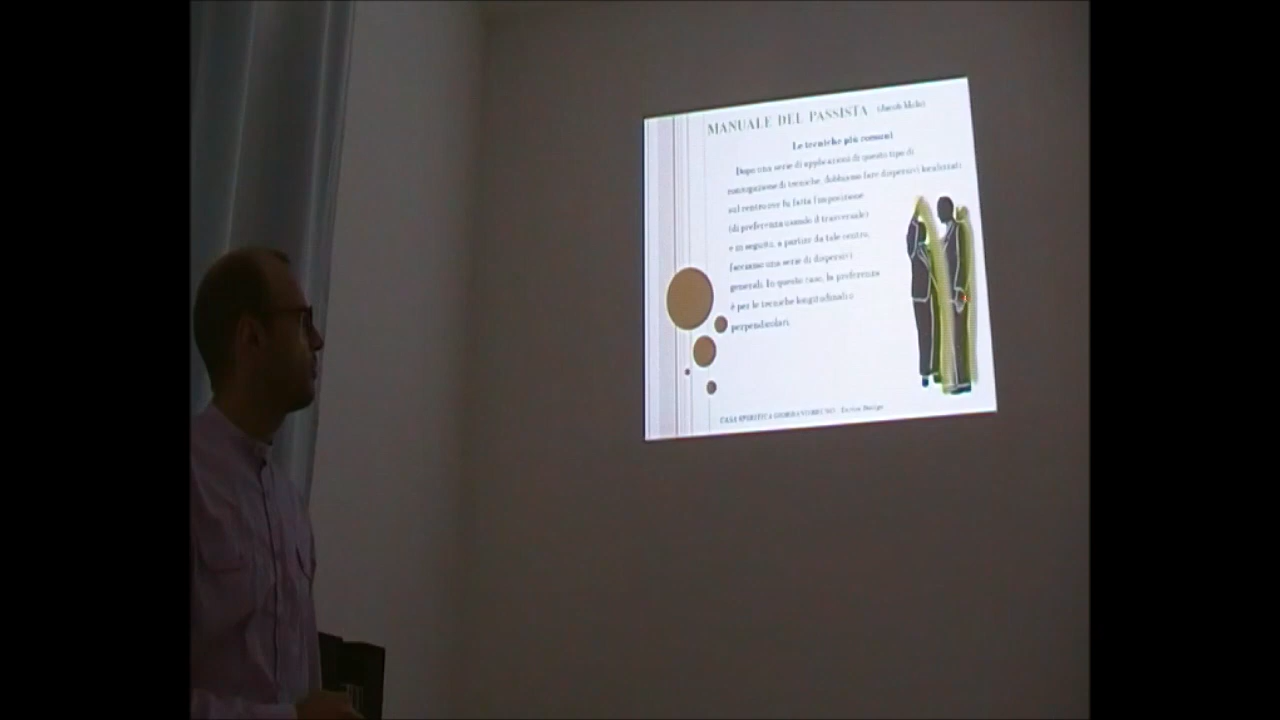 MANUALE DEL PASSISTA (Jacob Melo)
Le tecniche più comuni
Dopo una serie di applicazioni di questo tipo di
coniugazione di tecniche, dobbiamo fare dispersivi localizzati
sul centro ove fu fatta l'imposizione
(di preferenza usando il trasversale)
e in seguito, a partire da tale centro,
facciamo una serie di dispersivi
generali. In questo caso, la preferenza
è per le tecniche longitudinali o
perpendicolari.
CASA SPIRITICA GIORDANO BRUNO